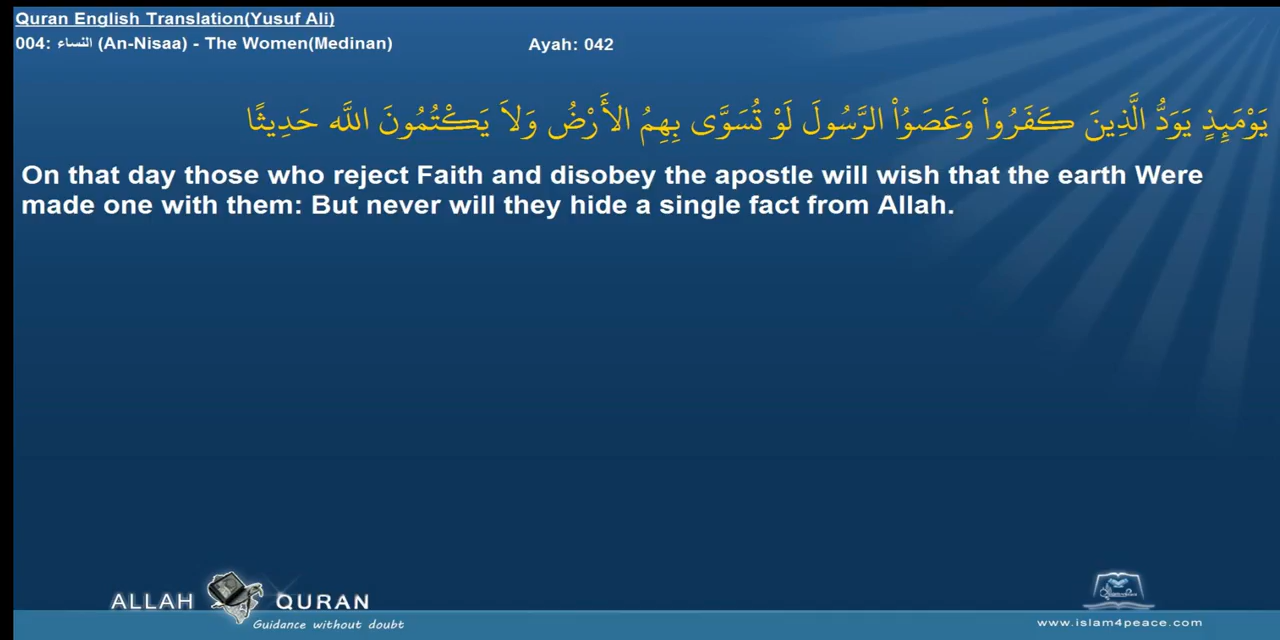 Quran English Translation(Yusuf Ali)
004: النساء (An-Nisaa) - The Women(Medinan) Ayah: 042
يَوْمَئِذٍ يَوَدُّ الَّذِينَ كَفَرُواْ وَعَصَوُاْ الرَّسُولَ لَوْ تُسَوَّى بِهِمُ الأَرْضُ وَلاَ يَكْتُمُونَ اللّهَ حَدِيثًا
On that day those who reject Faith and disobey the apostle will wish that the earth Were
made one with them: But never will they hide a single fact from Allah.
ALLAH QURAN
Guidance without doubt
www.islam4peace.com